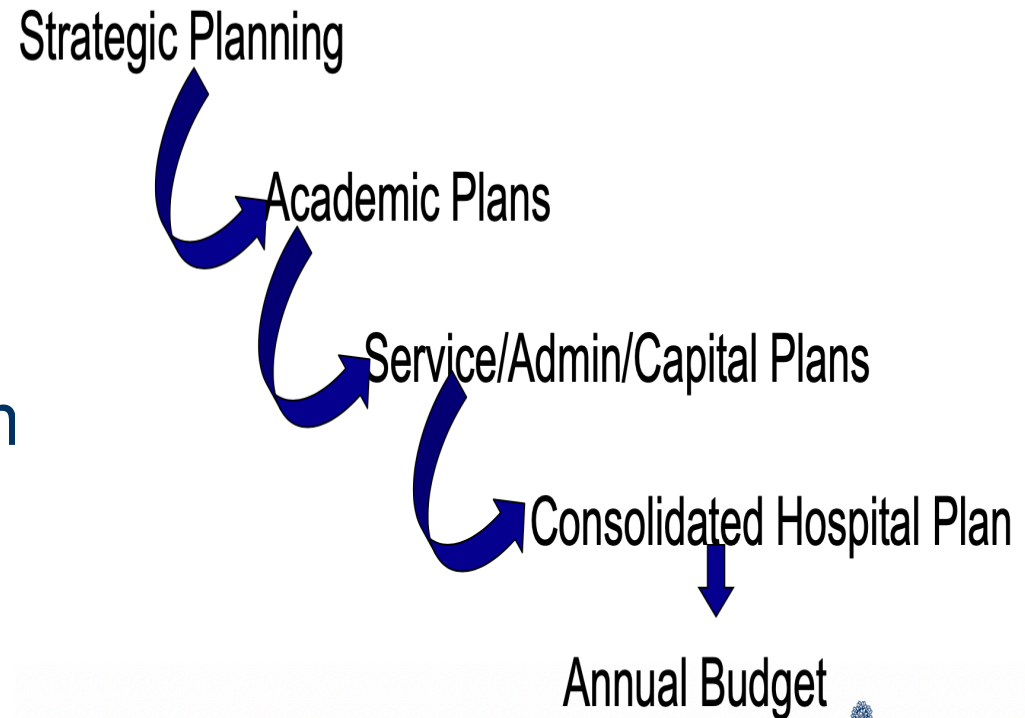 Strategic Planning
Academic Plans
Service/Admin/Capital Plans
n
Consolidated Hospital Plan
Annual Budget